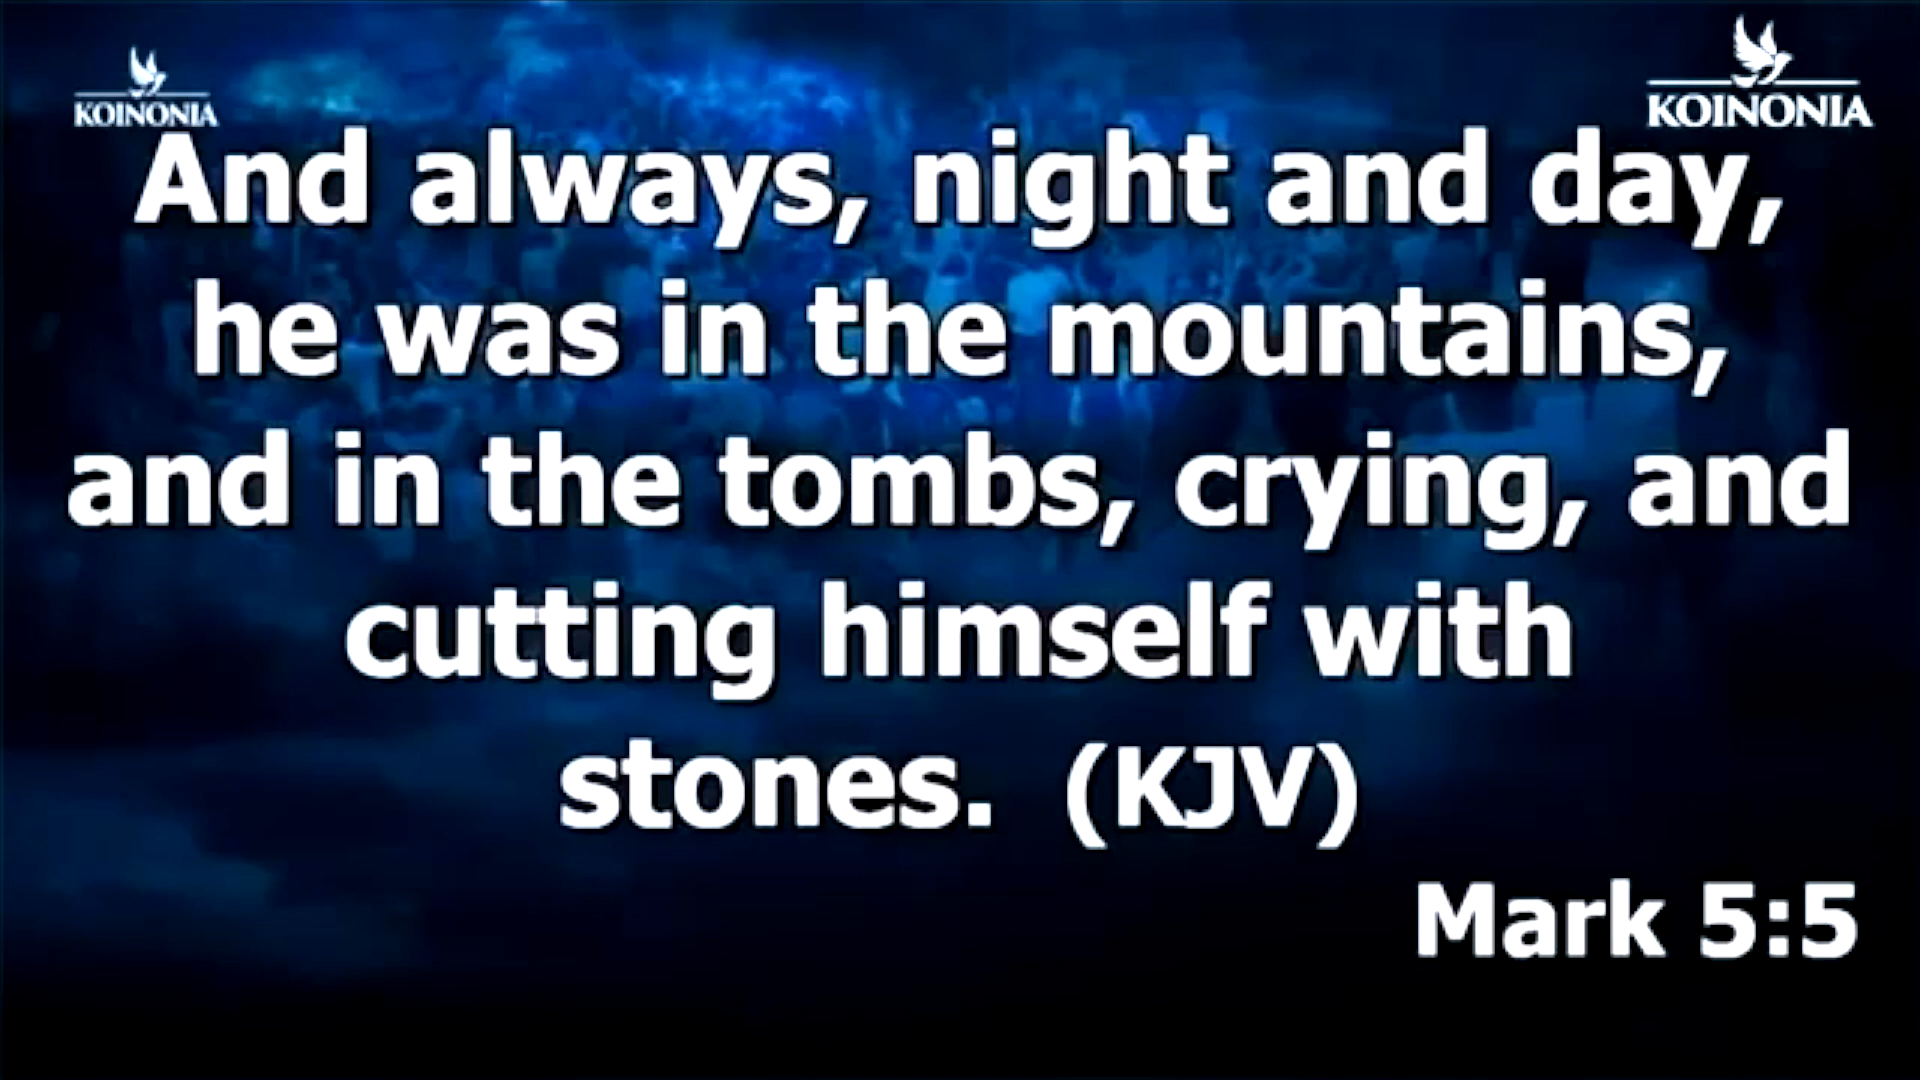 KOINONIA
KOINONIA
And always, night and day,
he was in the mountains,
and in the tombs, crying, and
cutting himself with
stones. (KJV)
Mark 5:5